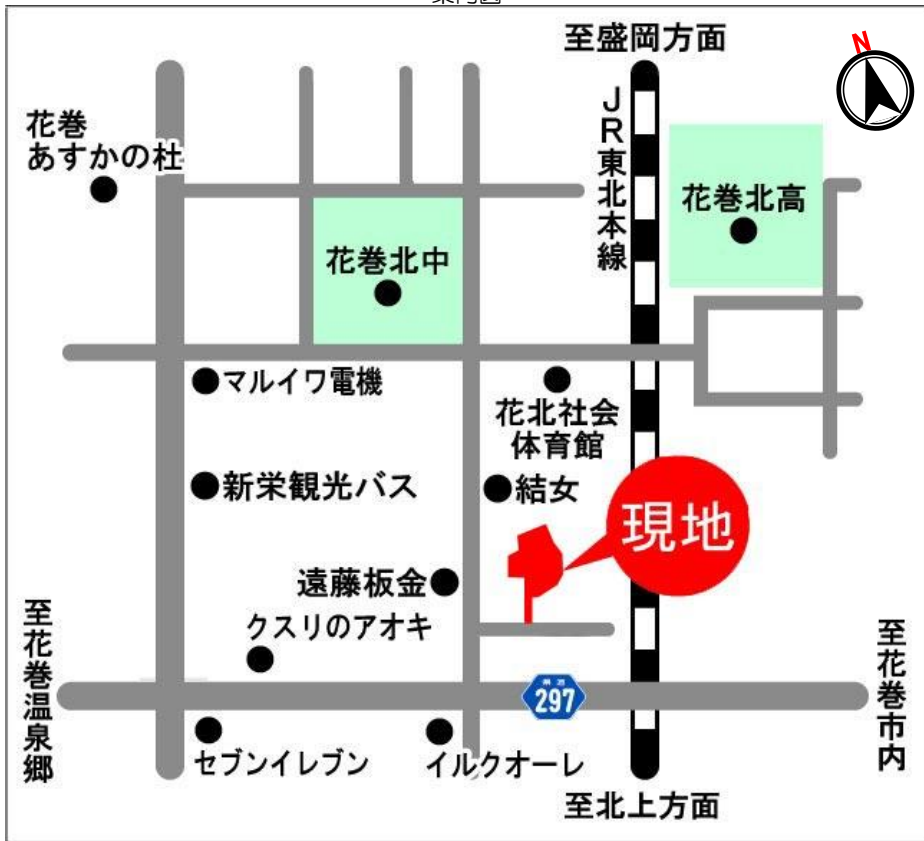 案内図
至盛岡方面
N
JR東北本線
花巻
あすかの杜
花巻北高
花巻北中
マルイワ電機
花北社会
体育館
新栄観光バス
結女
現地
遠藤板金
クスリのアオキ
至花巻温泉郷
至花巻市内
297
セブンイレブン
イルクオーレ
至北上方面